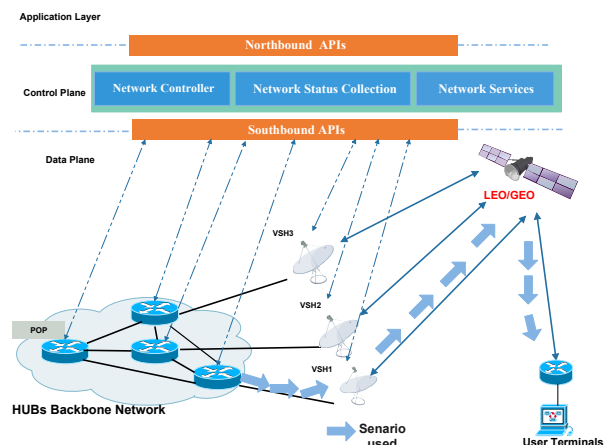 Application Layer
Northbound APIs
Control Plane
Network Controller
Network Status Collection
Network Services
Southbound APIs
Data Plane
LEO/GEO
VSH3
VSH2
POP
VSH1
HUBs Backbone Network
Senario
used
User Terminals